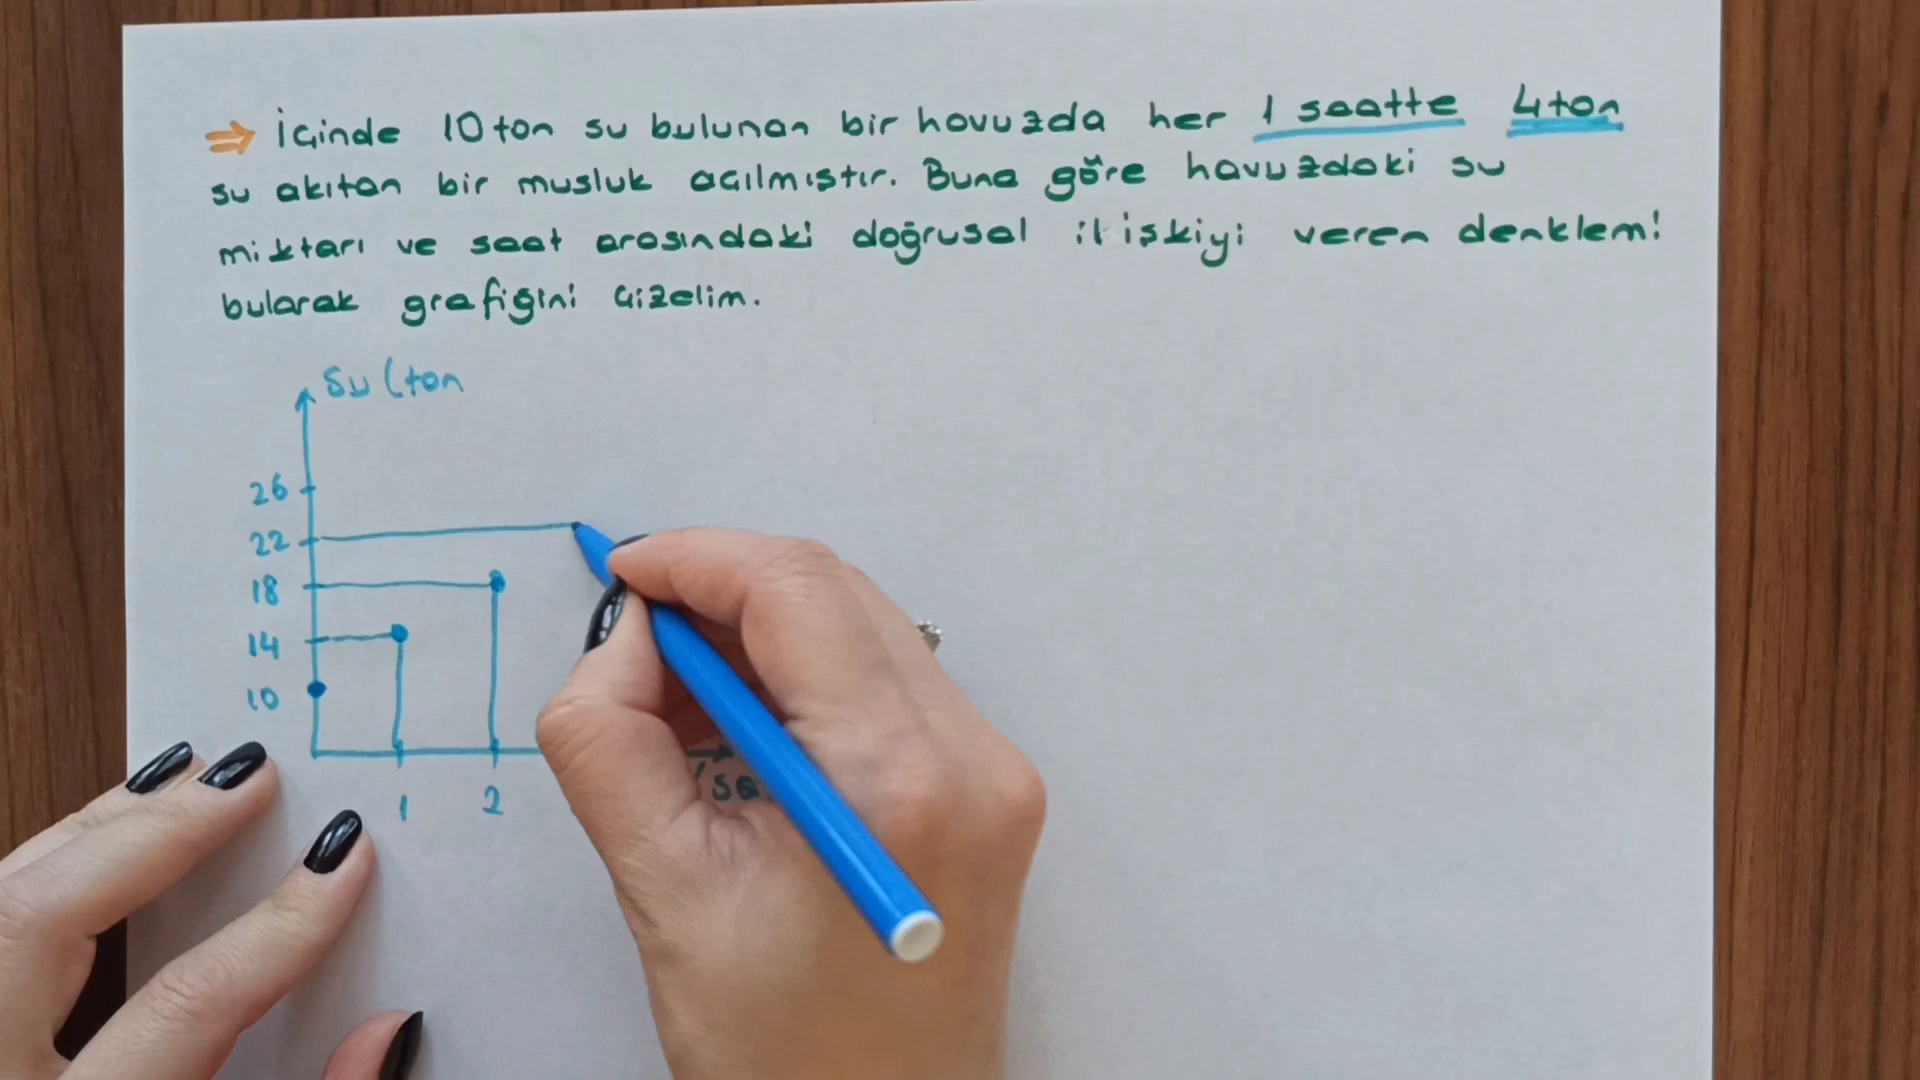 ⇒ İçinde 10 ton su bulunan bir havuzda her 1 saatte 4 ton
su akıtan bir musluk açılmıştır. Buna göre havuzdaki su
miktarı ve saat arasındaki doğrusal ilişkiyi veren denklemi
bularak grafiğini çizelim.
Su (ton
26
22
18
14
10
1 2